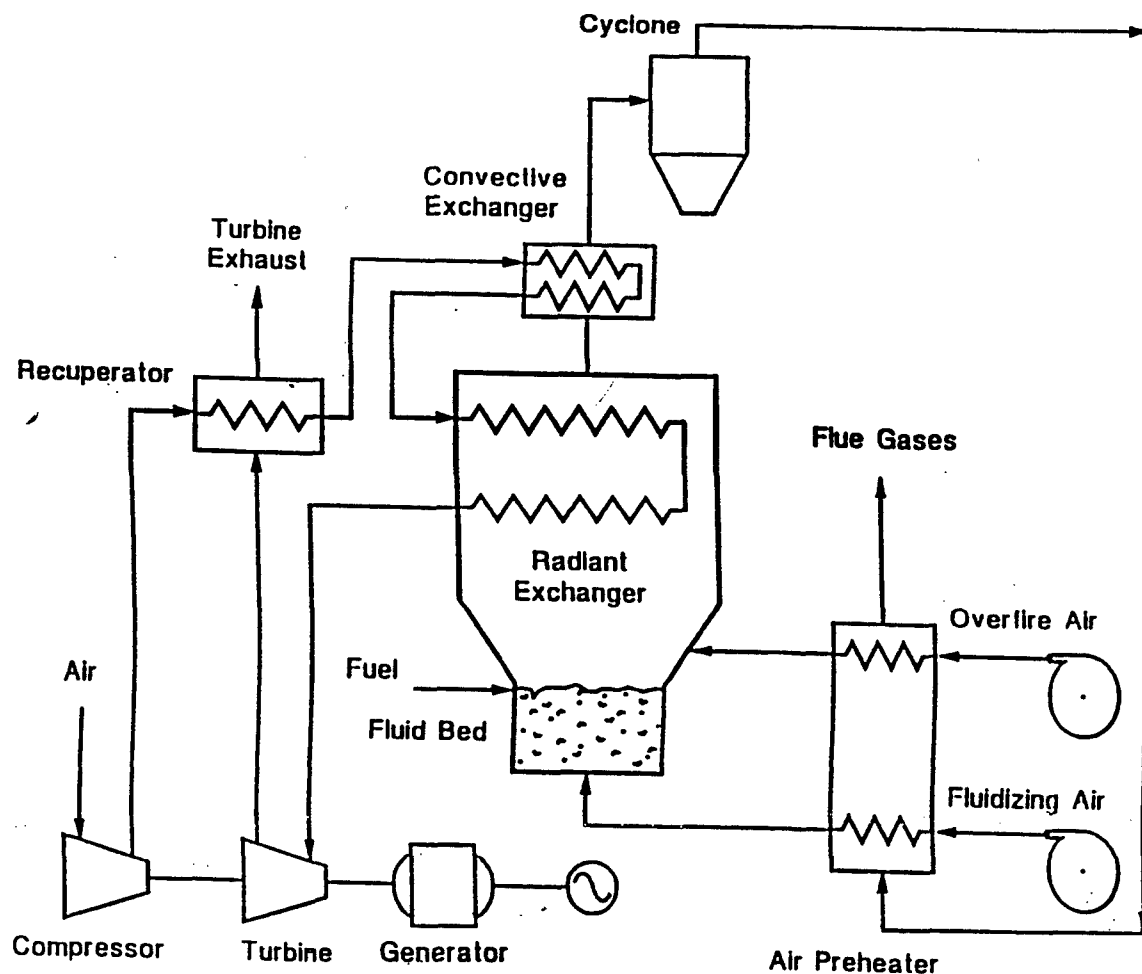 Cyclone
Convective
Exchanger
Turbine
Exhaust
Recuperator
Flue Gases
Radiant
Exchanger
Overfire Air
Air
Fuel
Fluid Bed
Fluidizing Air
Compressor
Turbine
Generator
Air Preheater